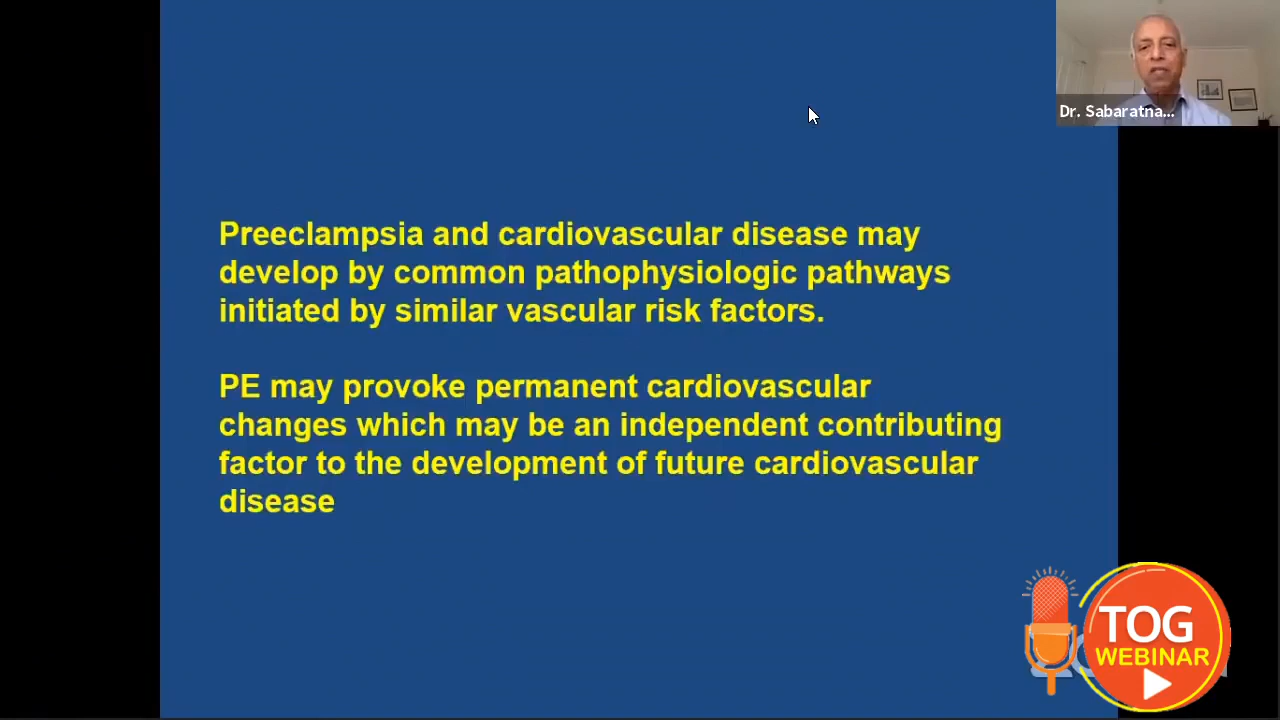 Dr. Sabaratna...
Preeclampsia and cardiovascular disease may
develop by common pathophysiologic pathways
initiated by similar vascular risk factors.
PE may provoke permanent cardiovascular
changes which may be an independent contributing
factor to the development of future cardiovascular
disease
TOG
WEBINAR